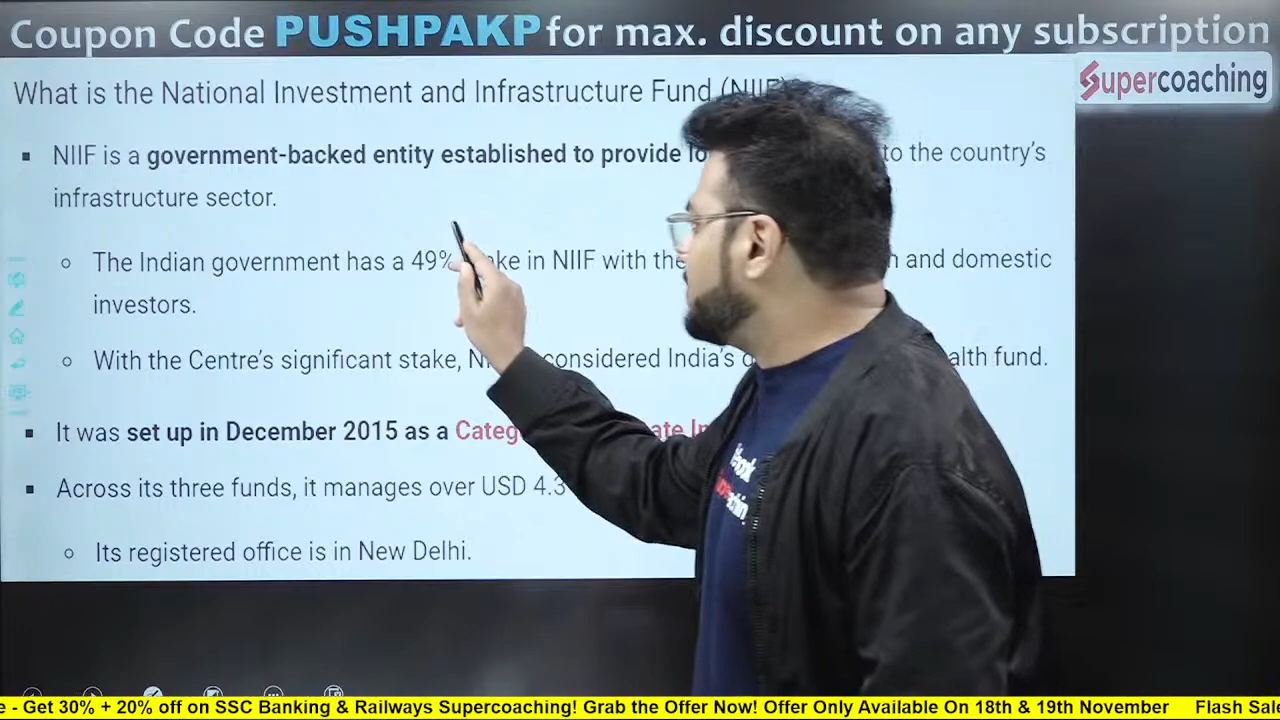 Coupon Code PUSHPAKP for max. discount on any subscription
Supercoaching
What is the National Investment and Infrastructure Fund (NIIF)
NIIF is a government-backed entity established to provide to the country's
infrastructure sector.
The Indian government has a 49% in NIIF with the and domestic
investors.
With the Centre's significant stake, considered India's fund.
It was set up in December 2015 as a
Across its three funds, it manages over USD 4.3
Its registered office is in New Delhi.
- Get 30% + 20% off on SSC Banking & Railways Supercoaching! Grab the Offer Now! Offer Only Available On 18th & 19th November Flash